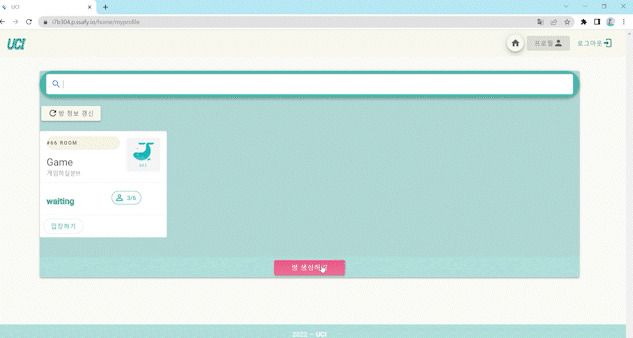 UCI
i7b304.p.ssafy.io/home/myprofile
UCI
프로필
로그아웃
방 정보 갱신
#66 ROOM
Game
게임하실분!!
UCI
waiting
3/6
입장하기
방 생성하기
2022 — UCI